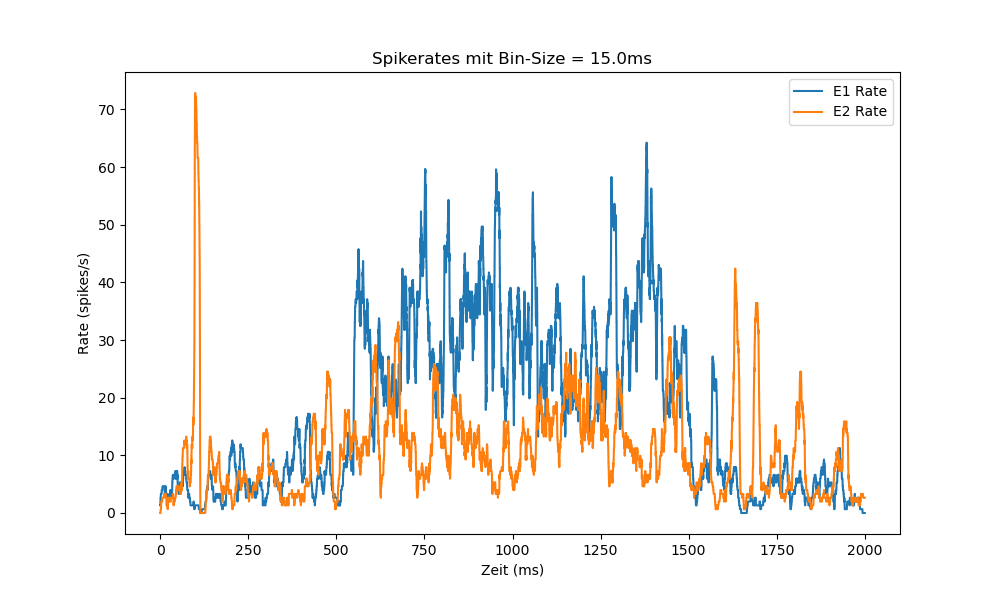 Spikerates mit Bin-Size = 15.0ms
E1 Rate
E2 Rate
70
60
50
40
30
20
10
0
Rate (spikes/s)
0 250 500 750 1000 1250 1500 1750 2000
Zeit (ms)